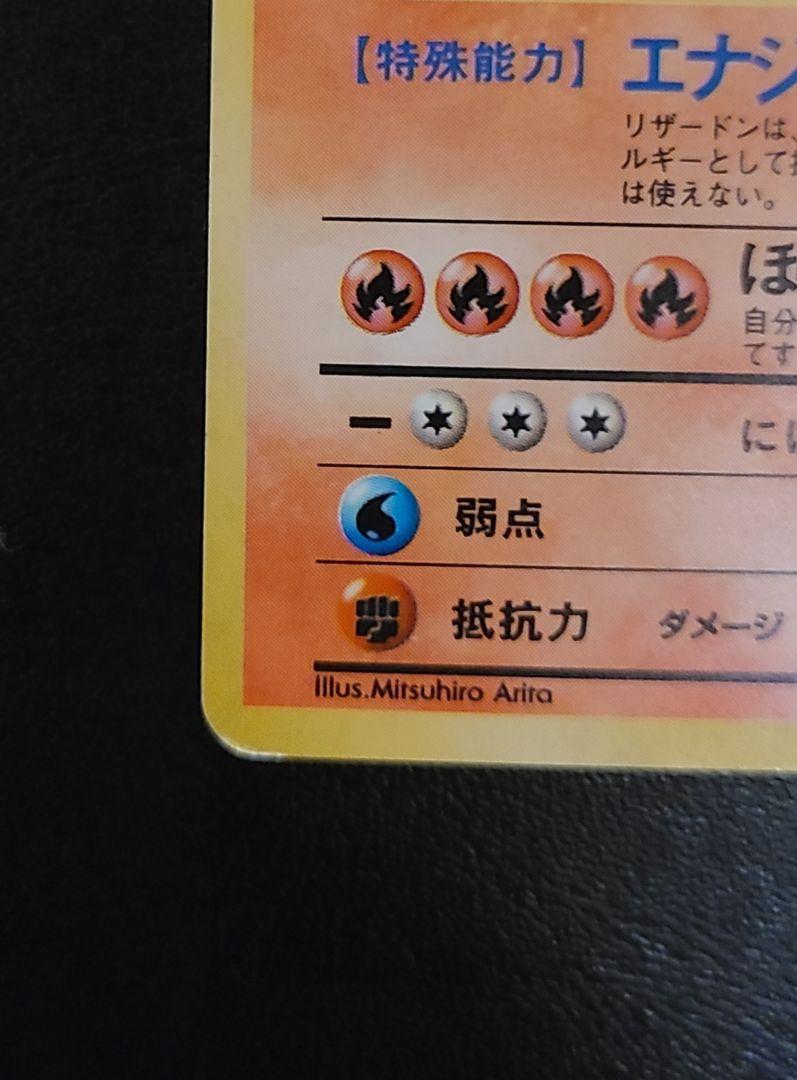 【特殊能力】 エナジ
リザードンは、
ルギーとして
は使えない。
ほ
自分
てす
に
弱点
抵抗力 ダメージ
Illus.Mitsuhiro Arita